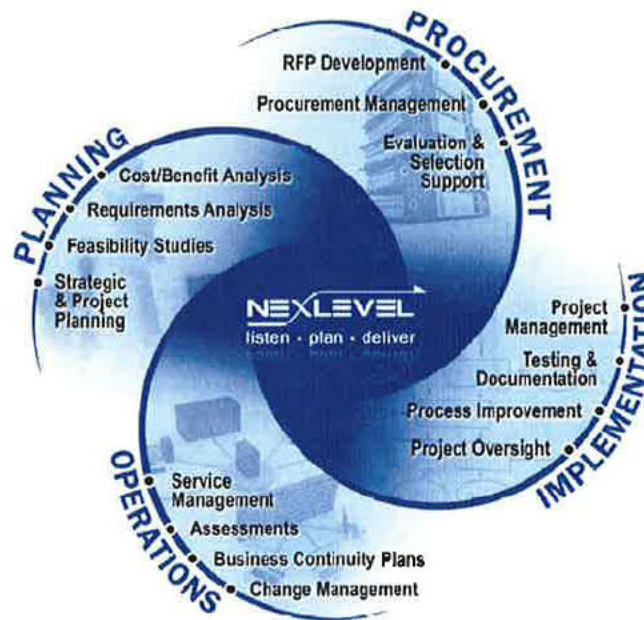 PROCUREMENT
RFP Development
Procurement Management
Evaluation &
Selection
Support
PLANNING
Cost/Benefit Analysis
Requirements Analysis
Feasibility Studies
Strategic
& Project
Planning
NEXLEVEL
listen • plan • deliver
IMPLEMENTATION
Project
Management
Testing &
Documentation
Process Improvement
Project Oversight
OPERATIONS
Service
Management
Assessments
Business Continuity Plans
Change Management